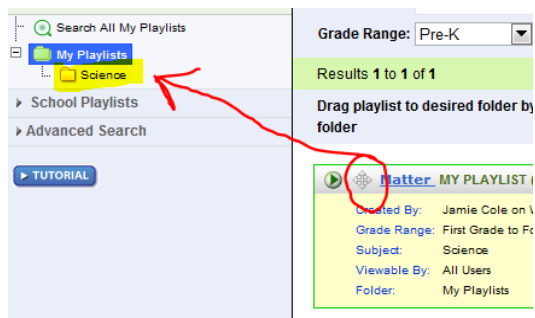 Search All My Playlists
My Playlists
Science
School Playlists
Advanced Search
TUTORIAL
Grade Range: Pre-K
Results 1 to 1 of 1
Drag playlist to desired folder by
folder
Matter MY PLAYLIST (
Created By: Jamie Cole on
Grade Range: First Grade to Fo
Subject: Science
Viewable By: All Users
Folder: My Playlists